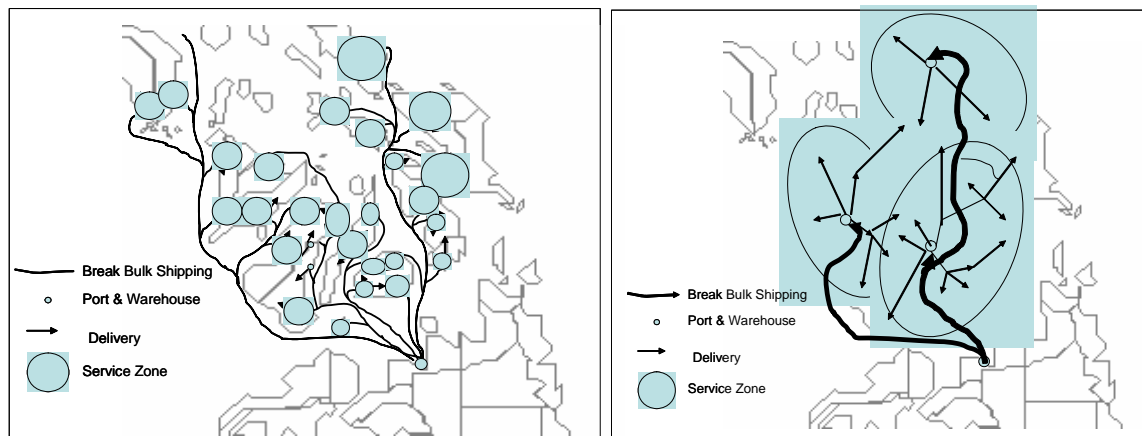 Break Bulk Shipping
Port & Warehouse
Delivery
Service Zone
Break Bulk Shipping
Port & Warehouse
Delivery
Service Zone